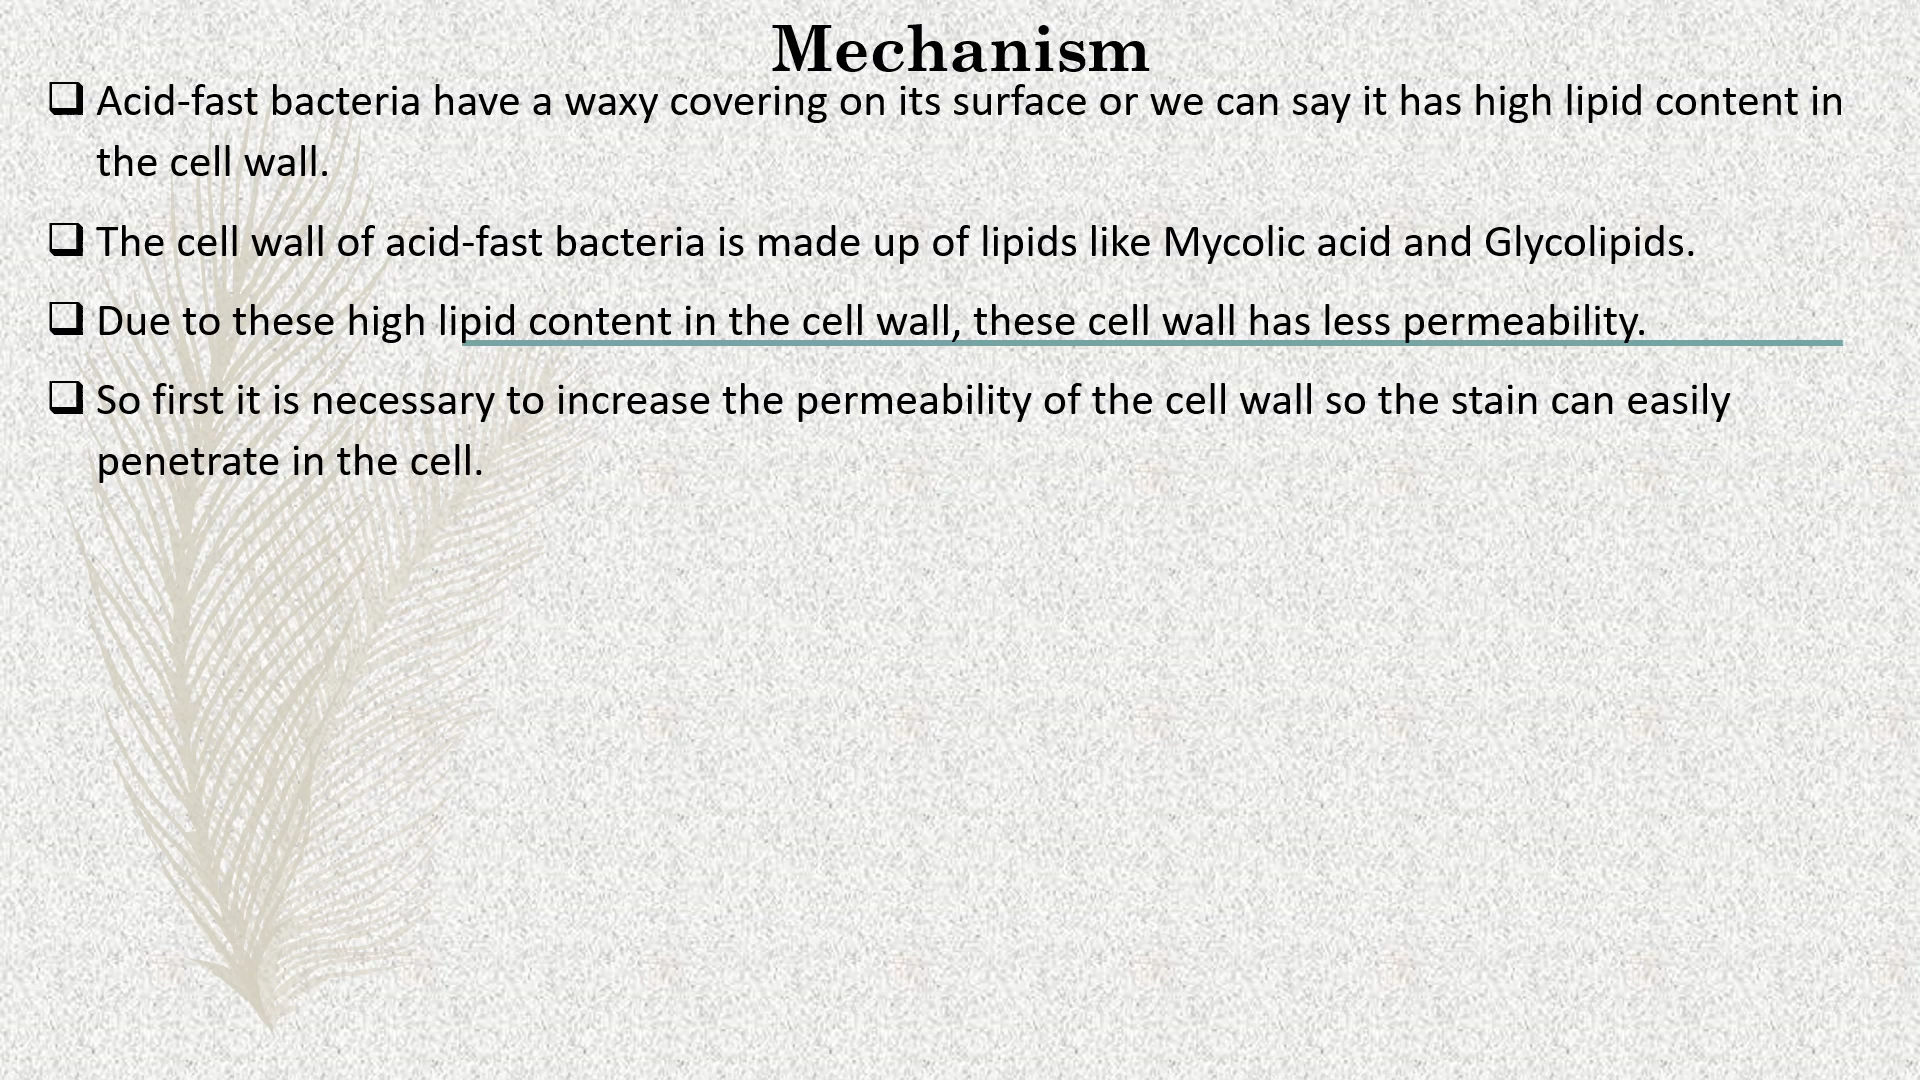 Mechanism
❑ Acid-fast bacteria have a waxy covering on its surface or we can say it has high lipid content in
the cell wall.
❑ The cell wall of acid-fast bacteria is made up of lipids like Mycolic acid and Glycolipids.
❑ Due to these high lipid content in the cell wall, these cell wall has less permeability.
❑ So first it is necessary to increase the permeability of the cell wall so the stain can easily
penetrate in the cell.